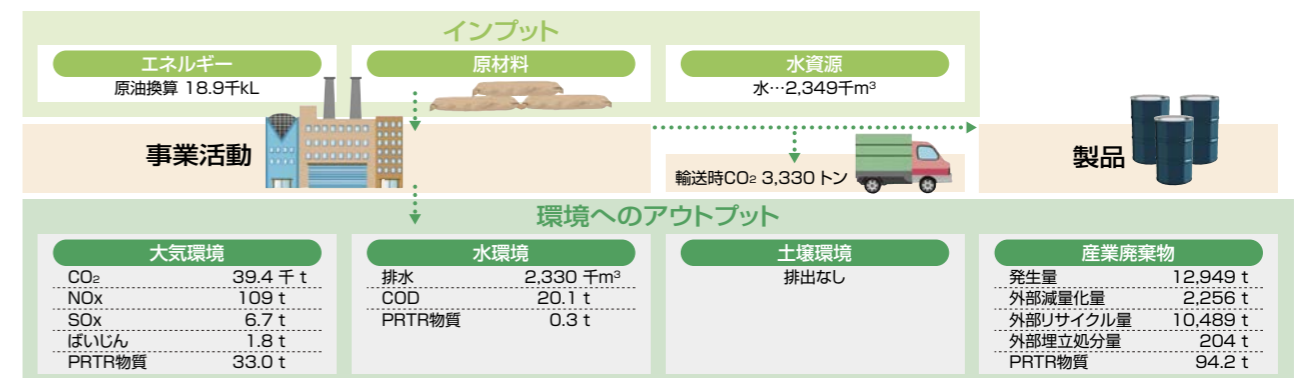 インプット
エネルギー
原油換算 18.9千kL
原材料
水資源
水…2,349千m³
事業活動
輸送時CO₂ 3,330 トン
製品
環境へのアウトプット
大気環境
CO₂ 39.4 千 t
NOx 109 t
SOx 6.7 t
ばいじん 1.8 t
PRTR物質 33.0 t
水環境
排水 2,330 千m³
COD 20.1 t
PRTR物質 0.3 t
土壌環境
排出なし
産業廃棄物
発生量 12,949 t
外部減量化量 2,256 t
外部リサイクル量 10,489 t
外部埋立処分量 204 t
PRTR物質 94.2 t